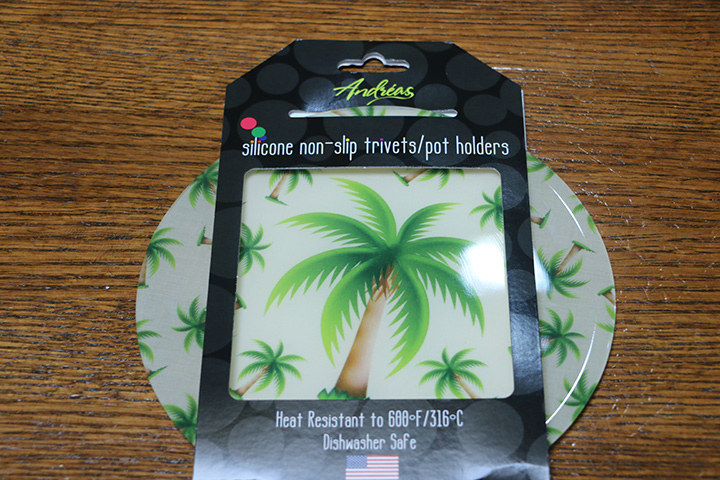 Andréas
silicone non-slip trivets/pot holders
Heat Resistant to 600°F/316°C
Dishwasher Safe